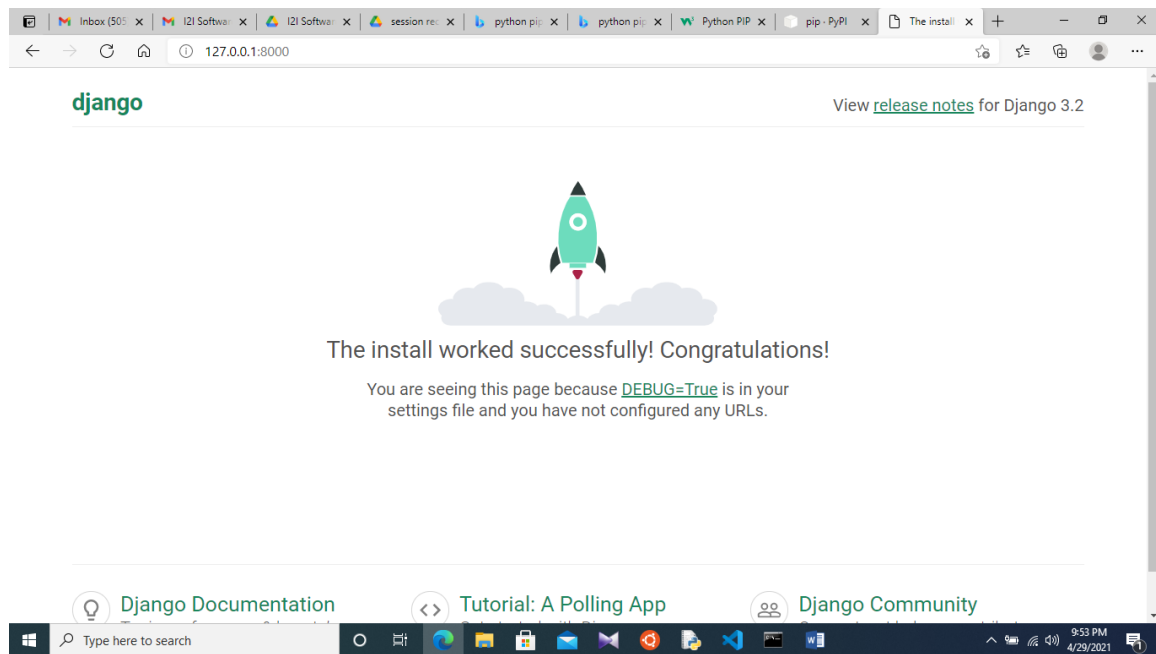 Inbox (505
I2I Softwar
I2I Softwar
session rec
python pip
python pip
Python PIP
pip · PyPI
The install
127.0.0.1:8000
django
View release notes for Django 3.2
The install worked successfully! Congratulations!
You are seeing this page because DEBUG=True is in your
settings file and you have not configured any URLs.
Django Documentation
Tutorial: A Polling App
Django Community
Type here to search
9:53 PM
4/29/2021
1